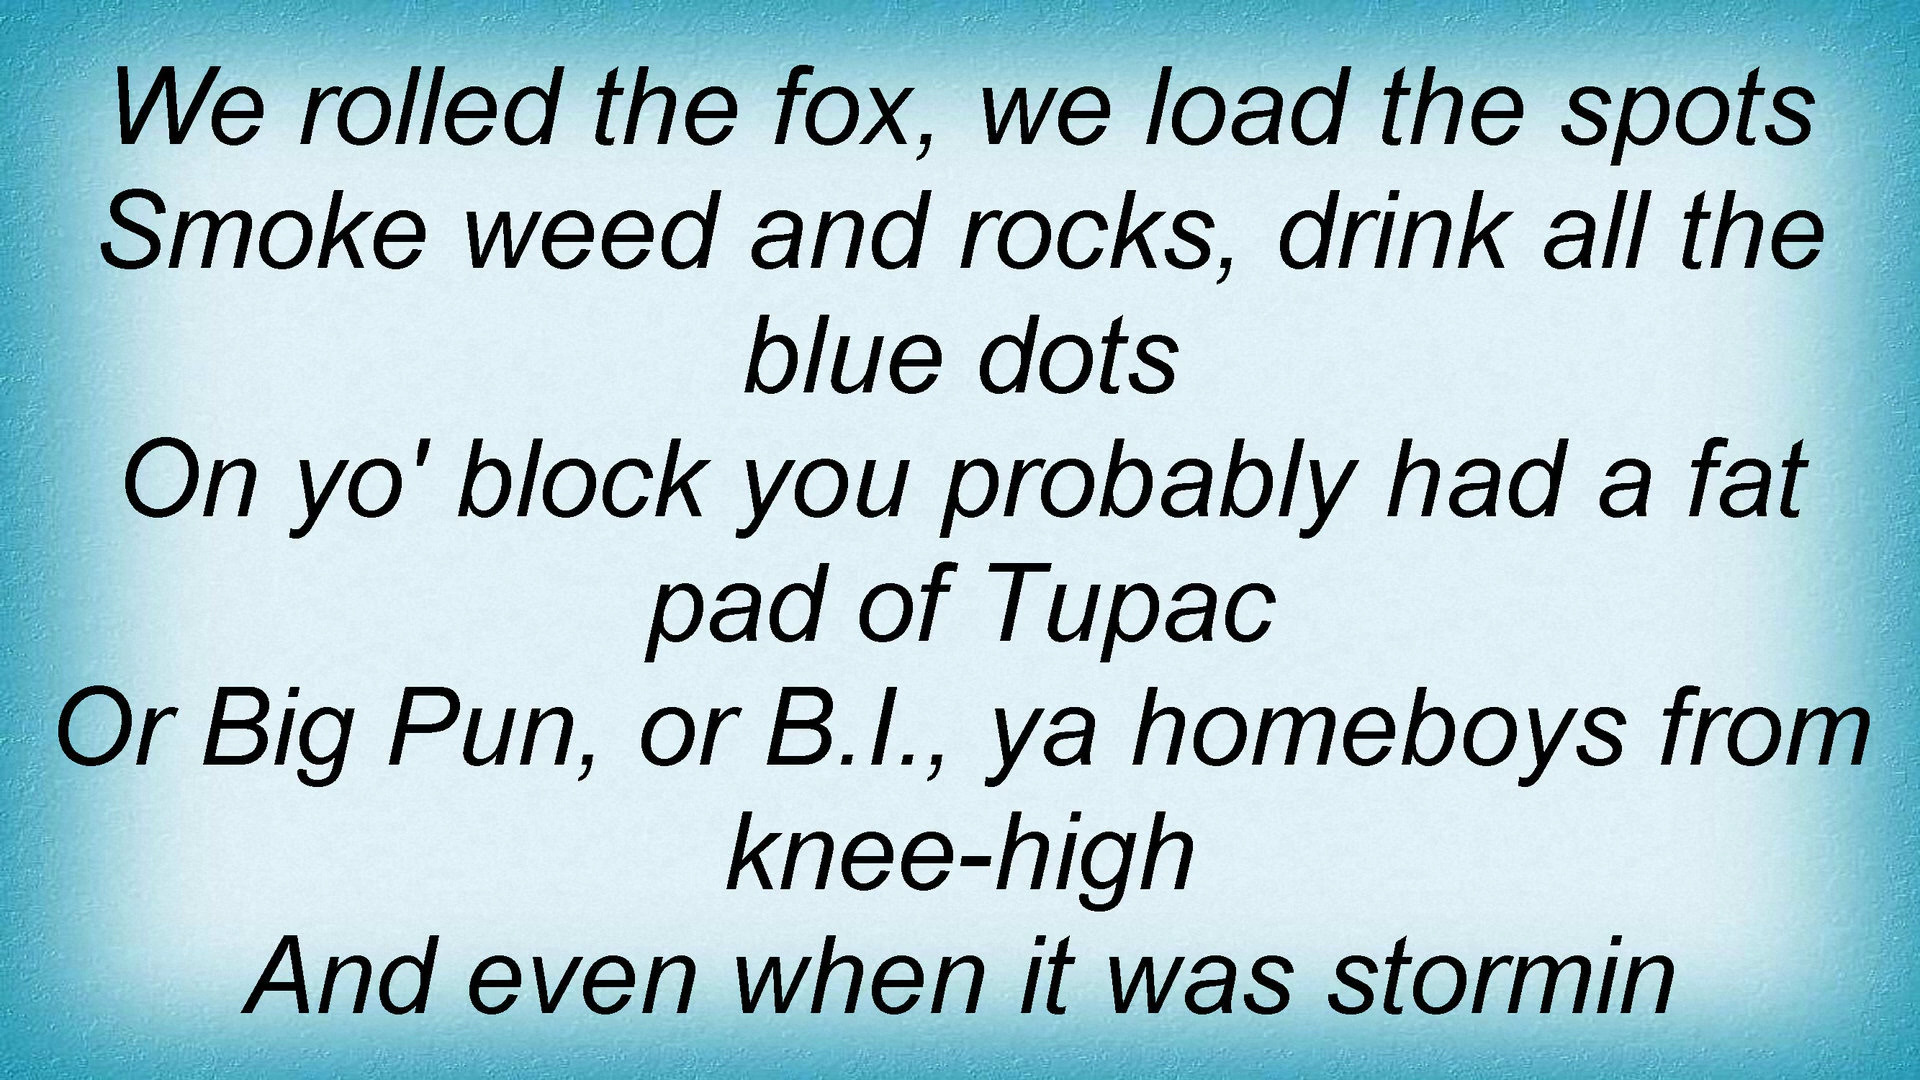 We rolled the fox, we load the spots
Smoke weed and rocks, drink all the
blue dots
On yo' block you probably had a fat
pad of Tupac
Or Big Pun, or B.I., ya homeboys from
knee-high
And even when it was stormin